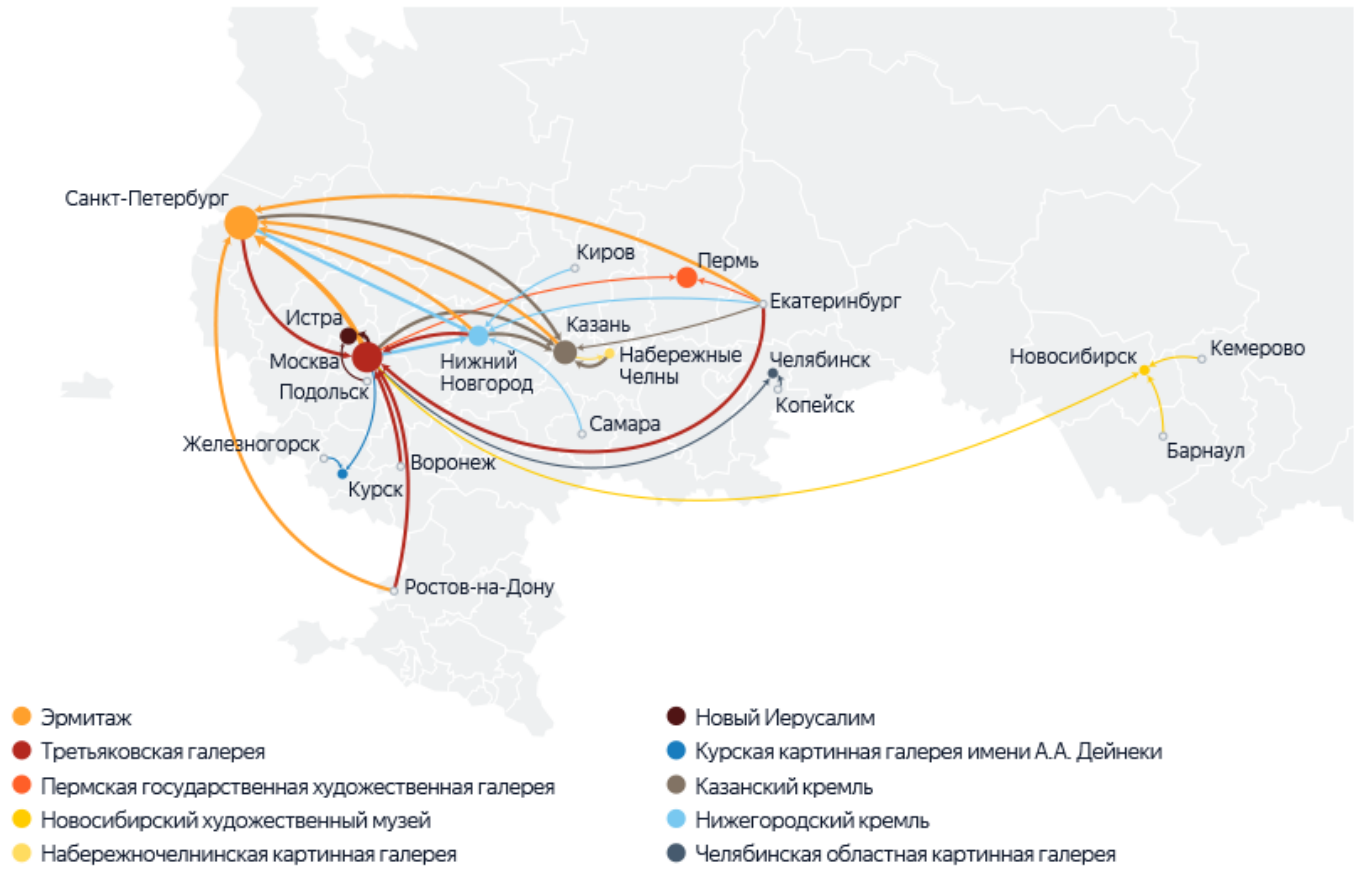 Санкт-Петербург
Киров
Пермь
Екатеринбург
Истра
Казань
Москва
Нижний
Новгород
Набережные
Челны
Челябинск
Новосибирск
Кемерово
Подольск
Копейск
Самара
Железногорск
Воронеж
Барнаул
Курск
Ростов-на-Дону
Эрмитаж
Третьяковская галерея
Пермская государственная художественная галерея
Новосибирский художественный музей
Набережночелнинская картинная галерея
Новый Иерусалим
Курская картинная галерея имени А.А. Дейнеки
Казанский кремль
Нижегородский кремль
Челябинская областная картинная галерея